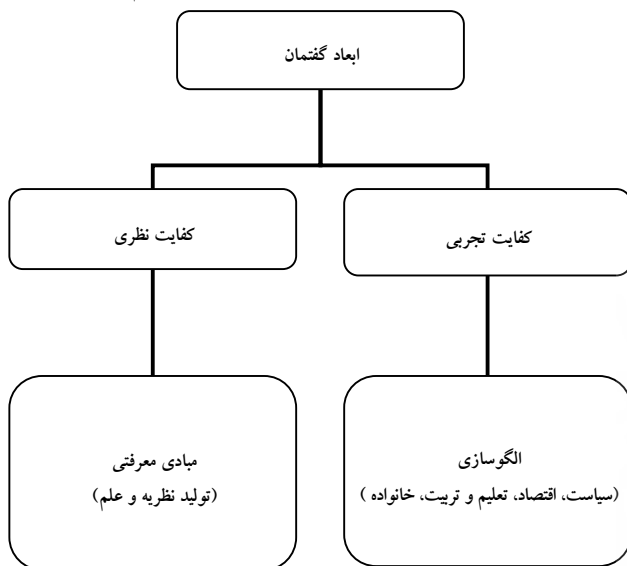 ابعاد گفتمان
کفایت تجربی
کفایت نظری
الگوسازی
(سیاست، اقتصاد، تعلیم و تربیت، خانواده )
مبادی معرفتی
(تولید نظریه و علم)